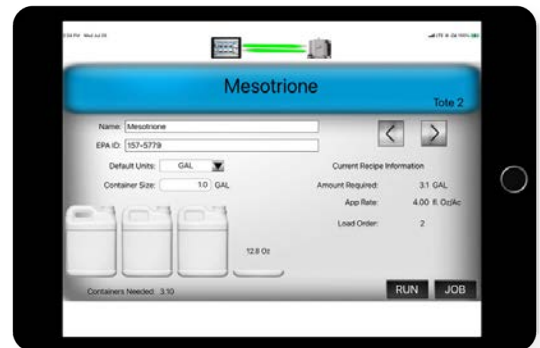 Mesotrione
Tote 2
Name: Mesotrione
EPA ID: 157-5779
Default Units: GAL
Container Size: 1.0 GAL
Current Recipe Information
Amount Required: 3.1 GAL
App Rate: 4.00 fl. Oz/Ac
Load Order: 2
12.8 Oz
Containers Needed: 3.10
RUN JOB